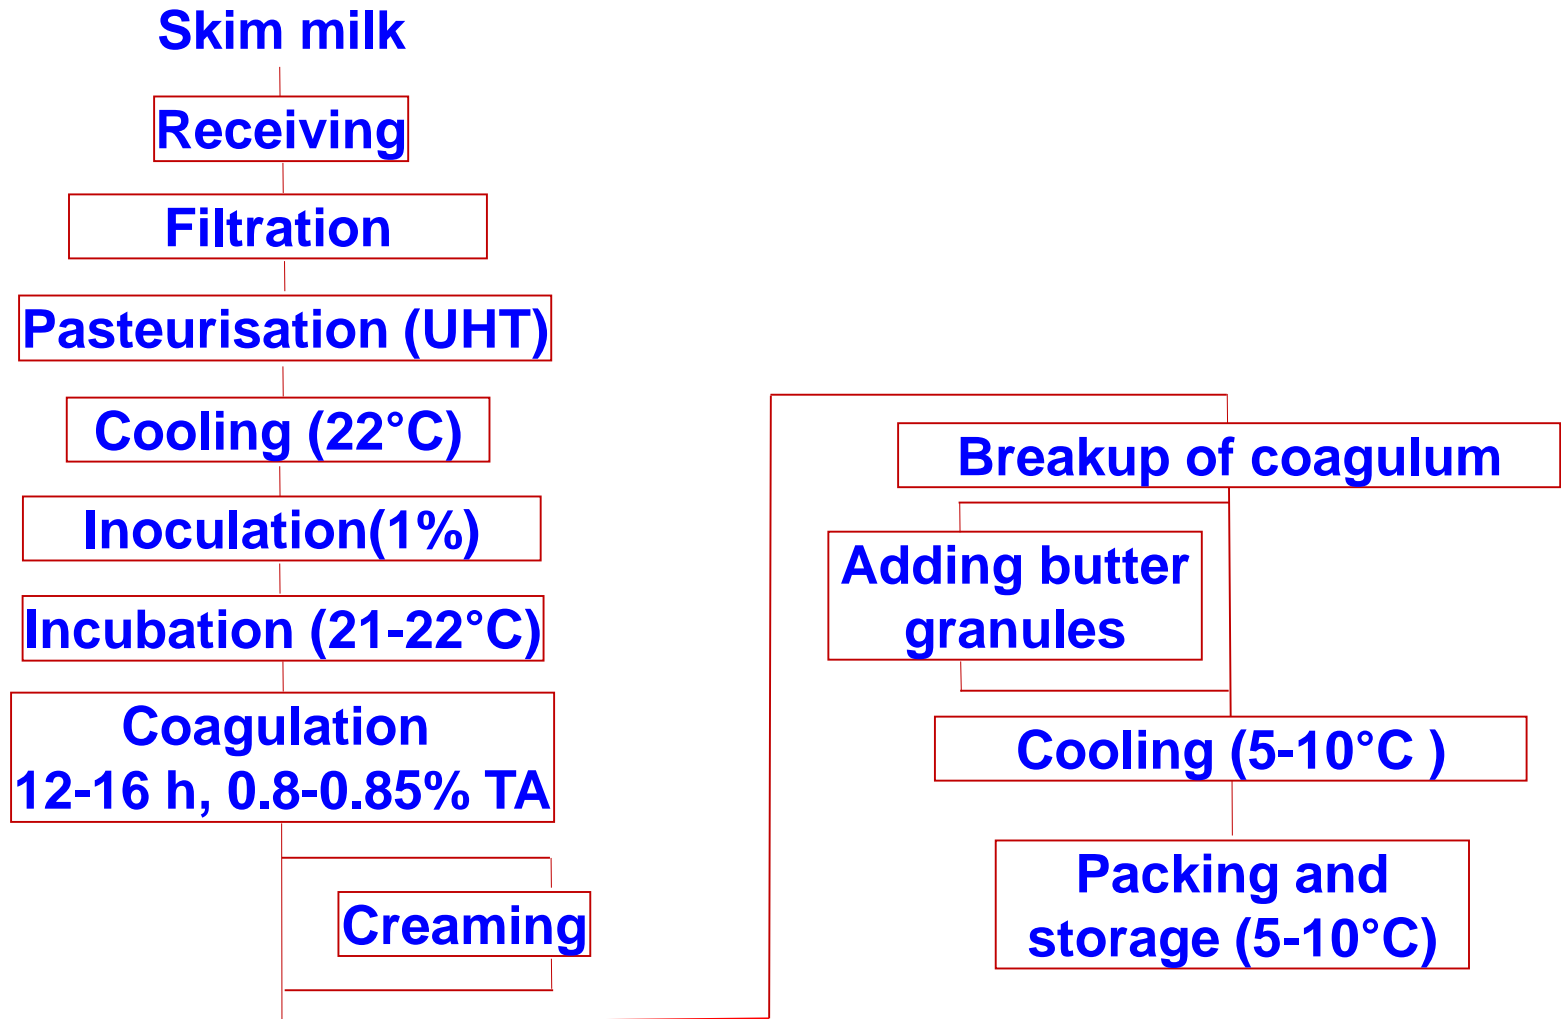 Skim milk
Receiving
Filtration
Pasteurisation (UHT)
Cooling (22°C)
Inoculation(1%)
Incubation (21-22°C)
Coagulation
12-16 h, 0.8-0.85% TA
Creaming
Breakup of coagulum
Adding butter
granules
Cooling (5-10°C )
Packing and
storage (5-10°C)